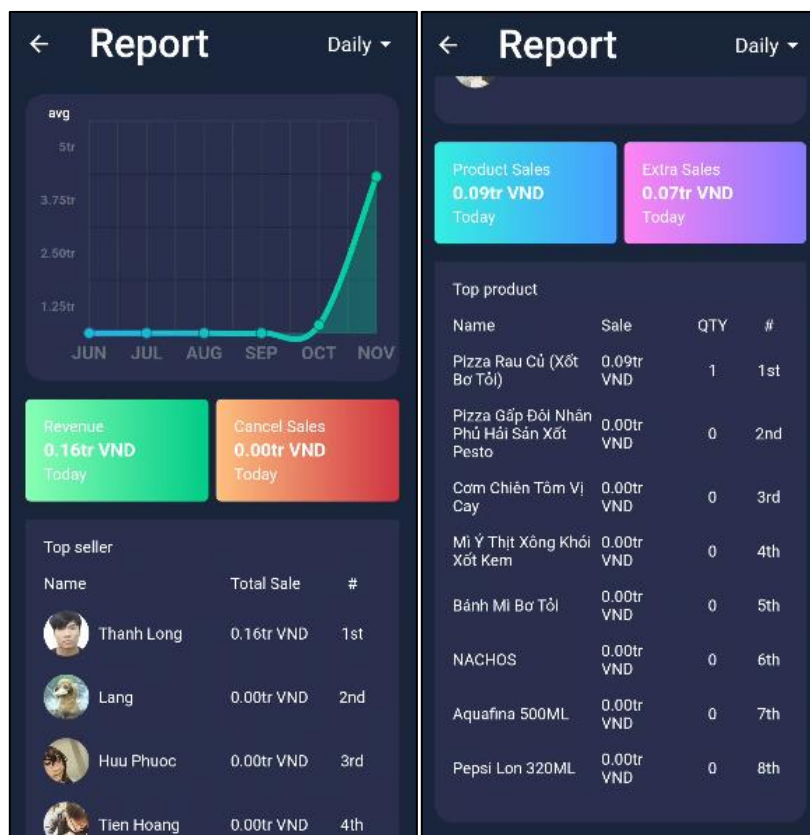 Report
Daily
avg
5tr
3.75tr
2.50tr
1.25tr
JUN JUL AUG SEP OCT NOV
Revenue
0.16tr VND
Today
Cancel Sales
0.00tr VND
Today
Top seller
Name Total Sale #
Thanh Long 0.16tr VND 1st
Lang 0.00tr VND 2nd
Huu Phuoc 0.00tr VND 3rd
Tien Hoang 0.00tr VND 4th
Report
Daily
Product Sales
0.09tr VND
Today
Extra Sales
0.07tr VND
Today
Top product
Name Sale QTY #
Pizza Rau Củ (Xốt
Bơ Tỏi)
0.09tr
VND
1 1st
Pizza Gấp Đôi Nhân
Phủ Hải Sản Xốt
Pesto
0.00tr
VND
0 2nd
Cơm Chiên Tôm Vị
Cay
0.00tr
VND
0 3rd
Mì Ý Thịt Xông Khói
Xốt Kem
0.00tr
VND
0 4th
Bánh Mì Bơ Tỏi
0.00tr
VND
0 5th
NACHOS
0.00tr
VND
0 6th
Aquafina 500ML
0.00tr
VND
0 7th
Pepsi Lon 320ML
0.00tr
VND
0 8th